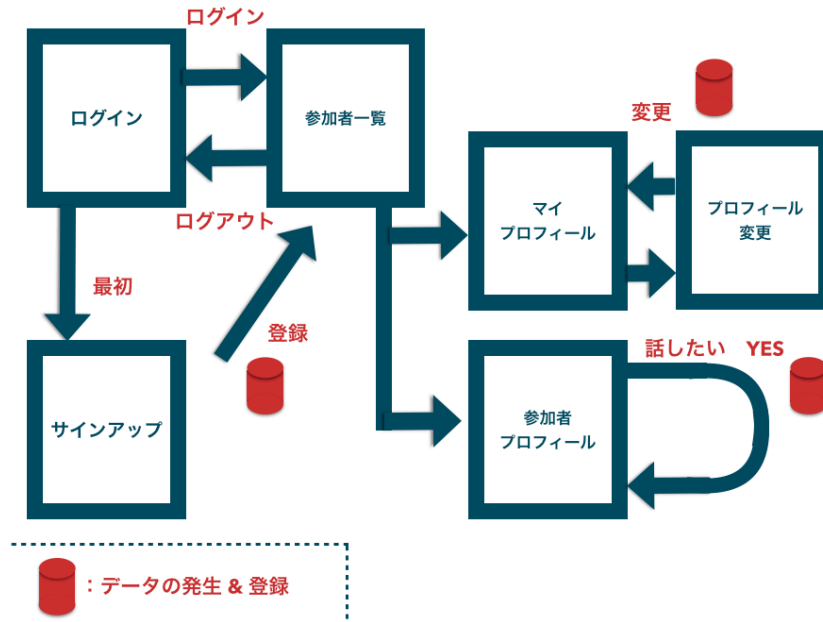 ログイン
ログイン
参加者一覧
変更
マイ
プロフィール
プロフィール
変更
ログアウト
最初
登録
話したい YES
サインアップ
参加者
プロフィール
：データの発生 & 登録